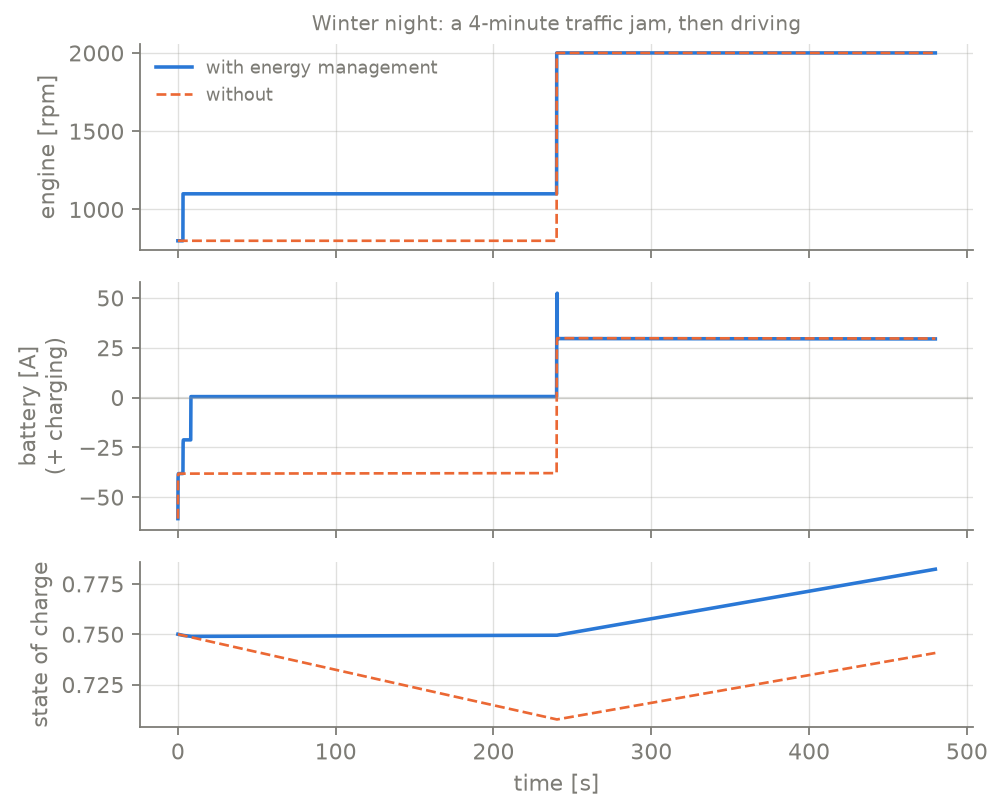 Winter night: a 4-minute traffic jam, then driving
engine [rpm]
2000
1500
1000
with energy management
without
battery [A]
(+ charging)
50
25
0
−25
−50
state of charge
0.775
0.750
0.725
0
100
200
300
400
500
time [s]